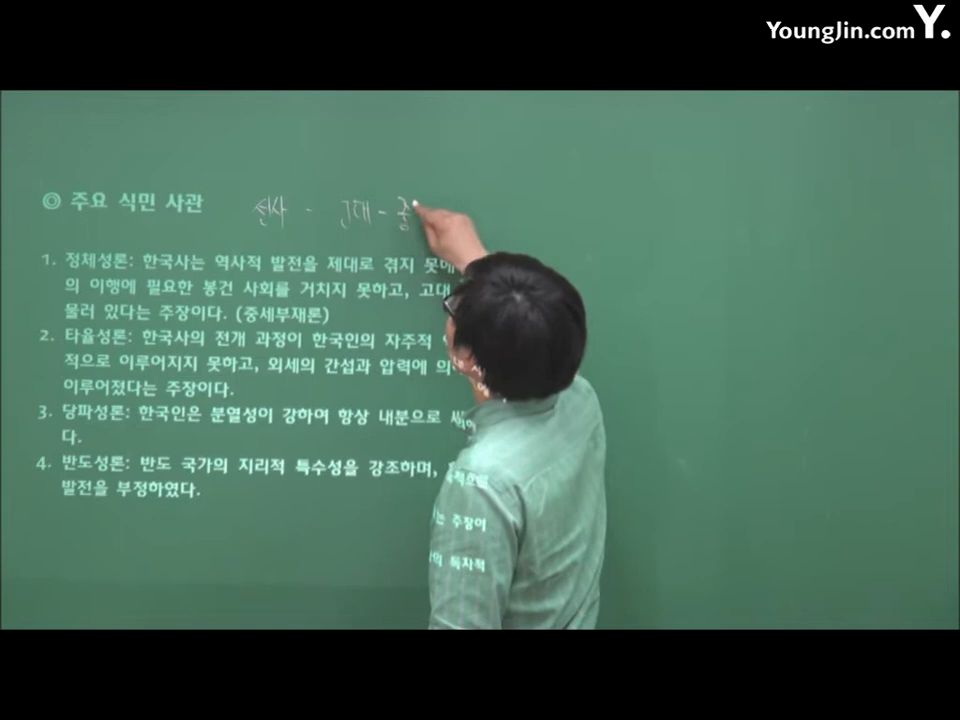 YoungJin.com Y.
◎ 주요 식민 사관
선사 - 고대 - 중
1. 정체성론: 한국사는 역사적 발전을 제대로 겪지 못해
의 이행에 필요한 봉건 사회를 거치지 못하고, 고대
물러 있다는 주장이다. (중세부재론)
2. 타율성론: 한국사의 전개 과정이 한국인의 자주적
적으로 이루어지지 못하고, 외세의 간섭과 압력에 의
이루어졌다는 주장이다.
3. 당파성론: 한국인은 분열성이 강하여 항상 내분으로
다.
4. 반도성론: 반도 국가의 지리적 특수성을 강조하며,
발전을 부정하였다.
는 주장이
의 독자적